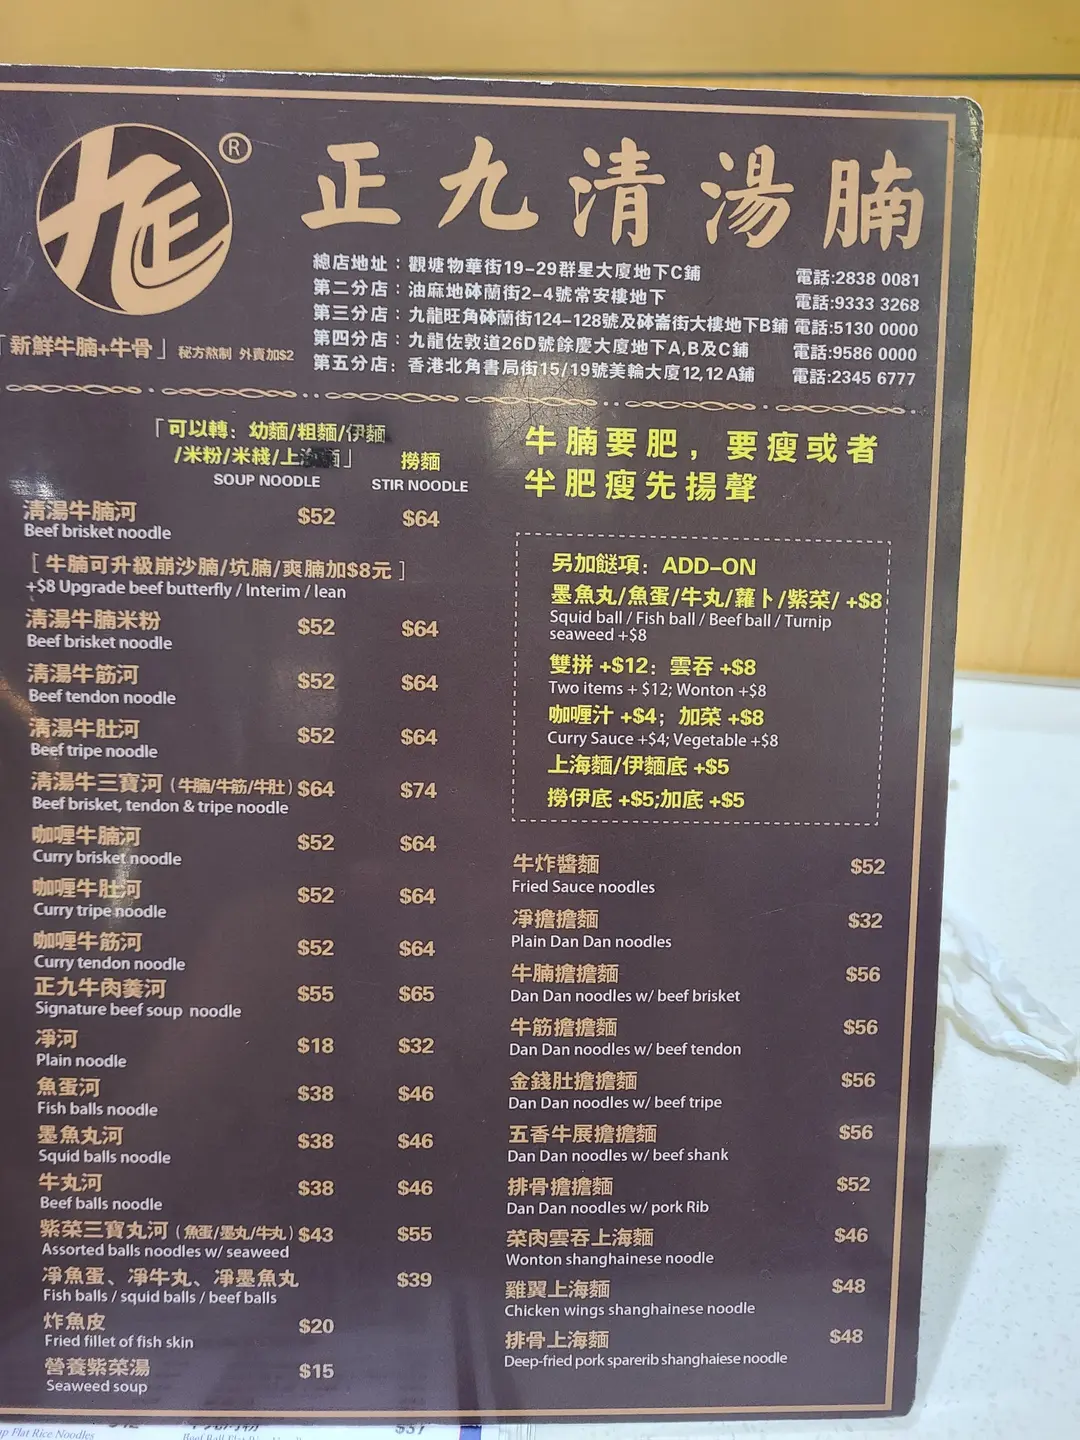 ®
正九清湯腩
總店地址：觀塘物華街19-29群星大廈地下C鋪 電話:2838 0081
第二分店：油麻地砵蘭街2-4號常安樓地下 電話:9333 3268
第三分店：九龍旺角砵蘭街124-128號及砵崙街大樓地下B鋪 電話:5130 0000
第四分店：九龍佐敦道26D號餘慶大廈地下A,B及C鋪 電話:9586 0000
第五分店：香港北角書局街15/19號美輪大廈12,12A鋪 電話:2345 6777
「新鮮牛腩+牛骨」 秘方熬制 外賣加$2
「可以轉：幼麵/粗麵/伊麵
/米粉/米綫/上海麵」 撈麵
SOUP NOODLE STIR NOODLE
清湯牛腩河 $52 $64
Beef brisket noodle
[ 牛腩可升級崩沙腩/坑腩/爽腩加$8元 ]
+$8 Upgrade beef butterfly / Interim / lean
清湯牛腩米粉 $52 $64
Beef brisket noodle
清湯牛筋河 $52 $64
Beef tendon noodle
清湯牛肚河 $52 $64
Beef tripe noodle
清湯牛三寶河 (牛腩/牛筋/牛肚) $64 $74
Beef brisket, tendon & tripe noodle
咖喱牛腩河 $52 $64
Curry brisket noodle
咖喱牛肚河 $52 $64
Curry tripe noodle
咖喱牛筋河 $52 $64
Curry tendon noodle
正九牛肉羹河 $55 $65
Signature beef soup noodle
凈河 $18 $32
Plain noodle
魚蛋河 $38 $46
Fish balls noodle
墨魚丸河 $38 $46
Squid balls noodle
牛丸河 $38 $46
Beef balls noodle
紫菜三寶丸河 (魚蛋/墨丸/牛丸) $43 $55
Assorted balls noodles w/ seaweed
凈魚蛋、凈牛丸、凈墨魚丸 $39
Fish balls / squid balls / beef balls
炸魚皮 $20
Fried fillet of fish skin
營養紫菜湯 $15
Seaweed soup
牛腩要肥，要瘦或者
半肥瘦先揚聲
另加餸項：ADD-ON
墨魚丸/魚蛋/牛丸/蘿卜/紫菜/ +$8
Squid ball / Fish ball / Beef ball / Turnip
seaweed +$8
雙拼 +$12：雲吞 +$8
Two items + $12; Wonton +$8
咖喱汁 +$4；加菜 +$8
Curry Sauce +$4; Vegetable +$8
上海麵/伊麵底 +$5
撈伊底 +$5;加底 +$5
牛炸醬麵 $52
Fried Sauce noodles
凈擔擔麵 $32
Plain Dan Dan noodles
牛腩擔擔麵 $56
Dan Dan noodles w/ beef brisket
牛筋擔擔麵 $56
Dan Dan noodles w/ beef tendon
金錢肚擔擔麵 $56
Dan Dan noodles w/ beef tripe
五香牛展擔擔麵 $56
Dan Dan noodles w/ beef shank
排骨擔擔麵 $52
Dan Dan noodles w/ pork Rib
菜肉雲吞上海麵 $46
Wonton shanghainese noodle
雞翼上海麵 $48
Chicken wings shanghainese noodle
排骨上海麵 $48
Deep-fried pork sparerib shanghaiese noodle
Flat Rice Noodles
$37